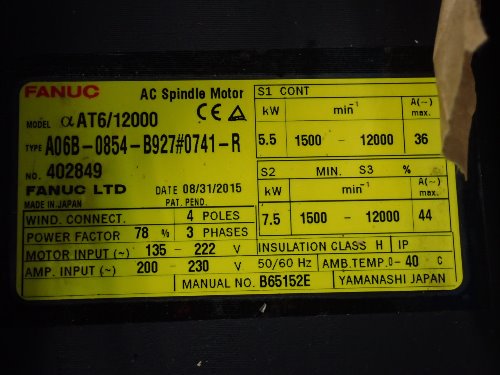 FANUC AC Spindle Motor
MODEL αAT6/12000 CE
TYPE A06B-0854-B927#0741-R
NO. 402849
FANUC LTD DATE 08/31/2015
MADE IN JAPAN PAT. PEND.
WIND. CONNECT. 4 POLES
POWER FACTOR 78 % 3 PHASES
MOTOR INPUT (~) 135 - 222 V
AMP. INPUT (~) 200 - 230 V
S1 CONT
kW min⁻¹ A(~) max.
5.5 1500 - 12000 36
S2 MIN. S3 %
kW min⁻¹ A(~) max.
7.5 1500 - 12000 44
INSULATION CLASS H IP
50/60 Hz AMB.TEMP. 0-40 C
MANUAL NO. B65152E YAMANASHI JAPAN